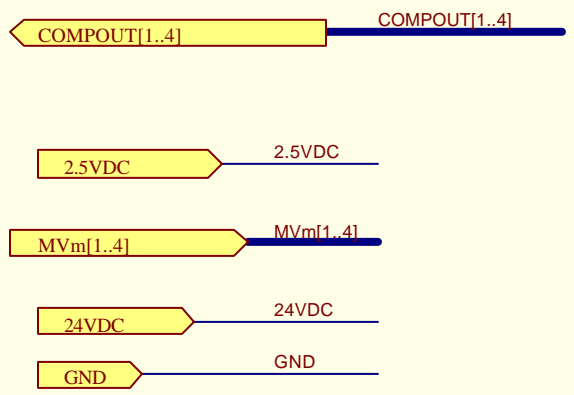 COMPOUT[1..4] COMPOUT[1..4]
2.5VDC 2.5VDC
MVm[1..4] MVm[1..4]
24VDC 24VDC
GND GND